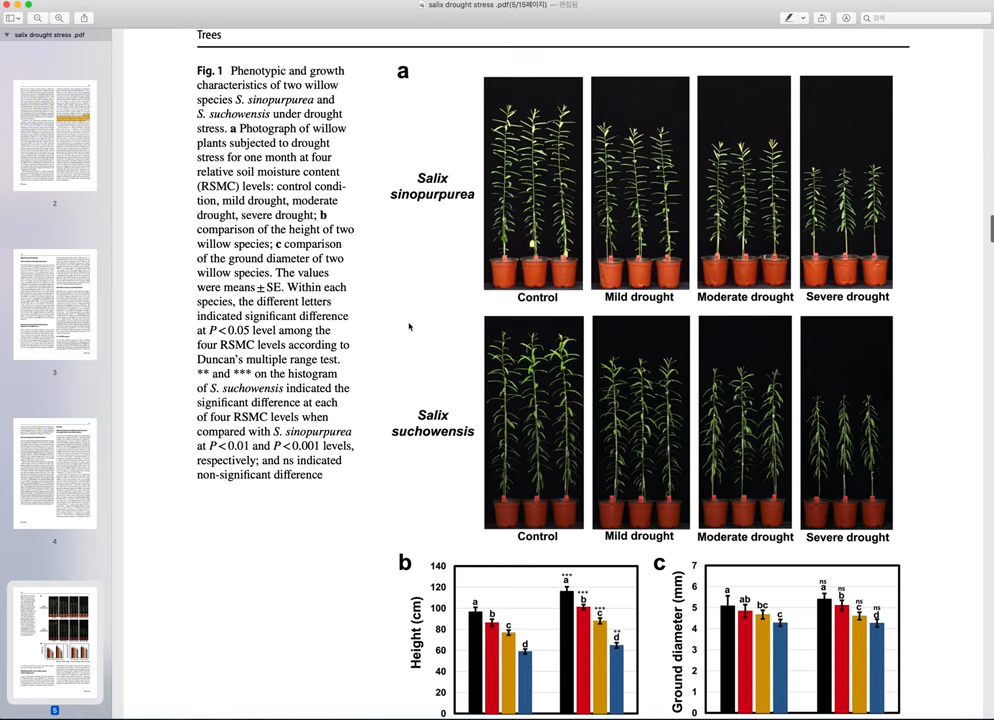 salix drought stress .pdf(5/15페이지) — 편집됨
검색
salix drought stress .pdf
2
3
4
5
Trees
Fig. 1 Phenotypic and growth
characteristics of two willow
species S. sinopurpurea and
S. suchowensis under drought
stress. a Photograph of willow
plants subjected to drought
stress for one month at four
relative soil moisture content
(RSMC) levels: control condi-
tion, mild drought, moderate
drought, severe drought; b
comparison of the height of two
willow species; c comparison
of the ground diameter of two
willow species. The values
were means ± SE. Within each
species, the different letters
indicated significant difference
at P < 0.05 level among the
four RSMC levels according to
Duncan's multiple range test.
** and *** on the histogram
of S. suchowensis indicated the
significant difference at each
of four RSMC levels when
compared with S. sinopurpurea
at P < 0.01 and P < 0.001 levels,
respectively; and ns indicated
non-significant difference
a
Salix
sinopurpurea
Control Mild drought Moderate drought Severe drought
Salix
suchowensis
Control Mild drought Moderate drought Severe drought
b
Height (cm)
140
120
100
80
60
40
20
0
a b c d
*** *** *** **
a b c d
c
Ground diameter (mm)
7
6
5
4
3
2
1
0
a ab bc c
ns ns ns ns
a b c d